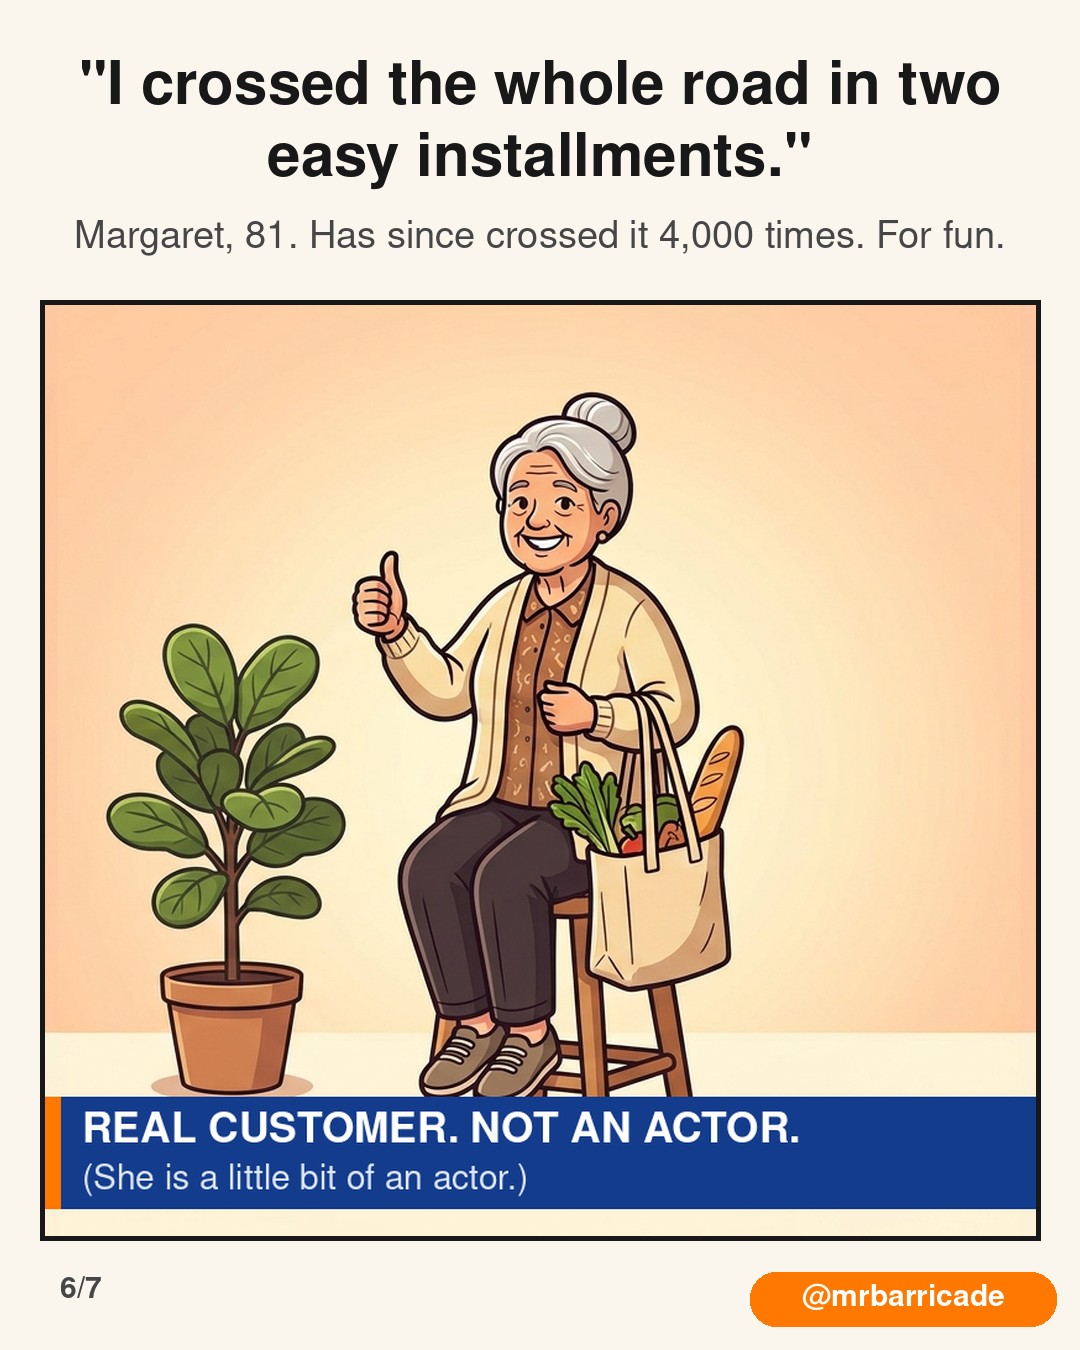 "I crossed the whole road in two
easy installments."
Margaret, 81. Has since crossed it 4,000 times. For fun.
REAL CUSTOMER. NOT AN ACTOR.
(She is a little bit of an actor.)
6/7
@mrbarricade